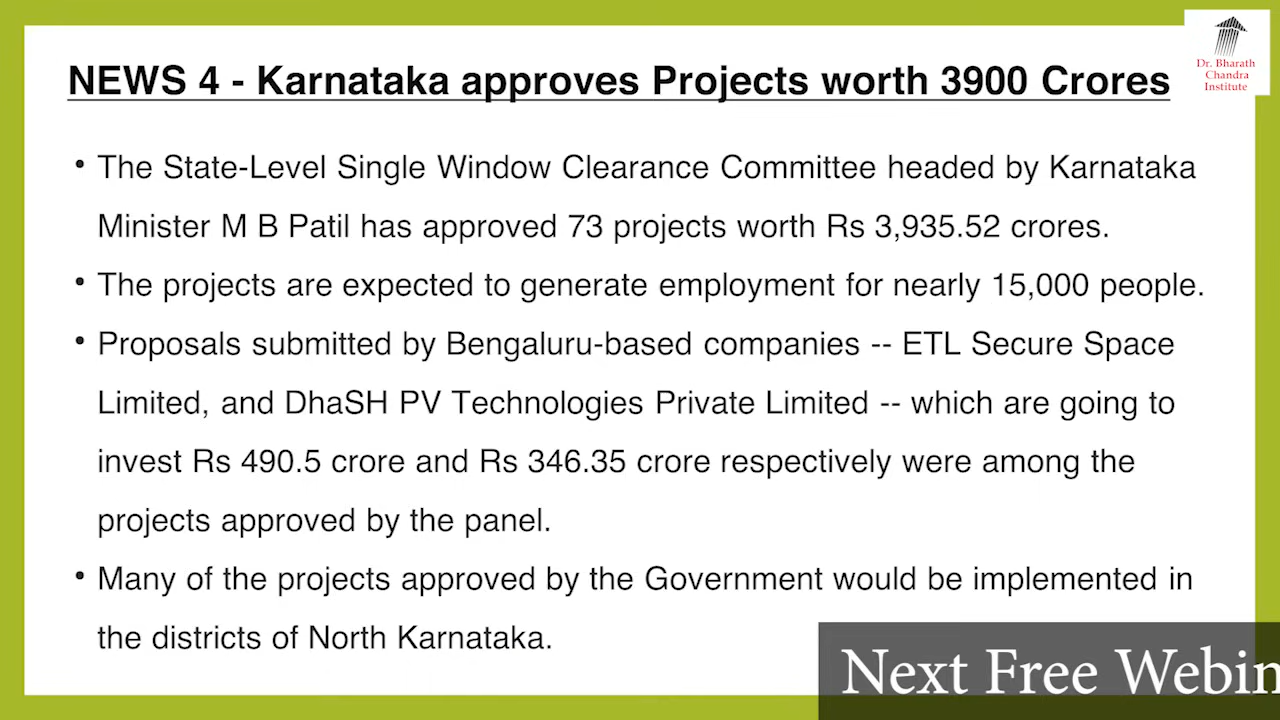 NEWS 4 - Karnataka approves Projects worth 3900 Crores
Dr. Bharath
Chandra
Institute
• The State-Level Single Window Clearance Committee headed by Karnataka
Minister M B Patil has approved 73 projects worth Rs 3,935.52 crores.
• The projects are expected to generate employment for nearly 15,000 people.
• Proposals submitted by Bengaluru-based companies -- ETL Secure Space
Limited, and DhaSH PV Technologies Private Limited -- which are going to
invest Rs 490.5 crore and Rs 346.35 crore respectively were among the
projects approved by the panel.
• Many of the projects approved by the Government would be implemented in
the districts of North Karnataka.
Next Free Webin